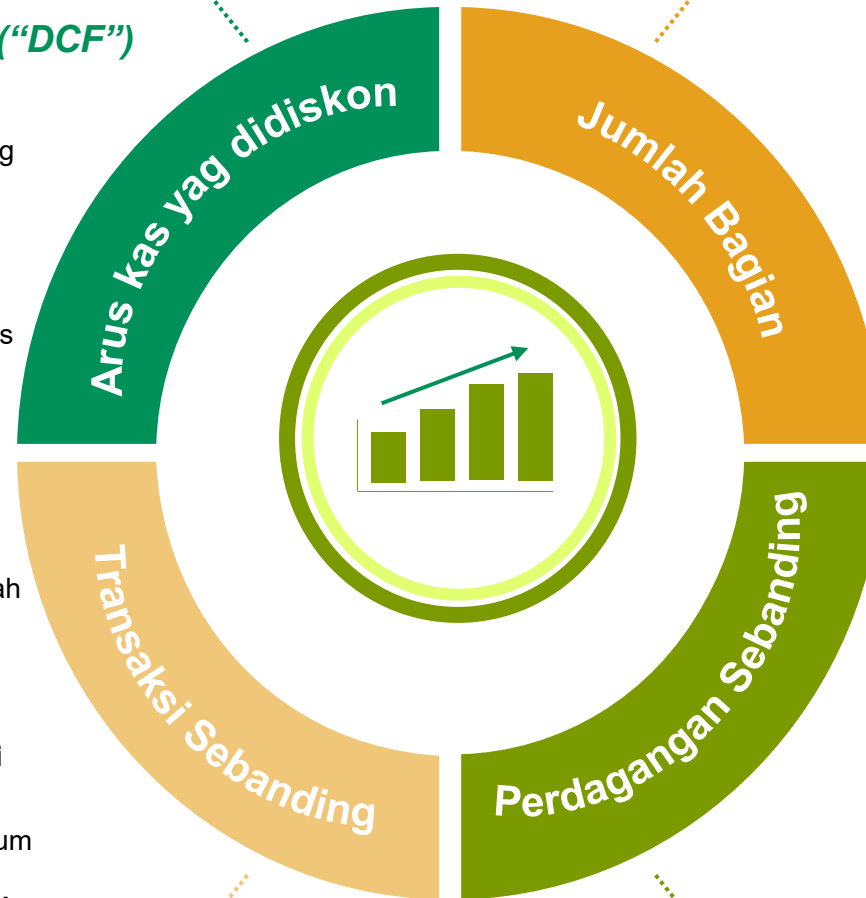 (“DCF”)
Arus kas yag didiskon
Jumlah Bagian
Transaksi Sebanding
Perdagangan Sebanding